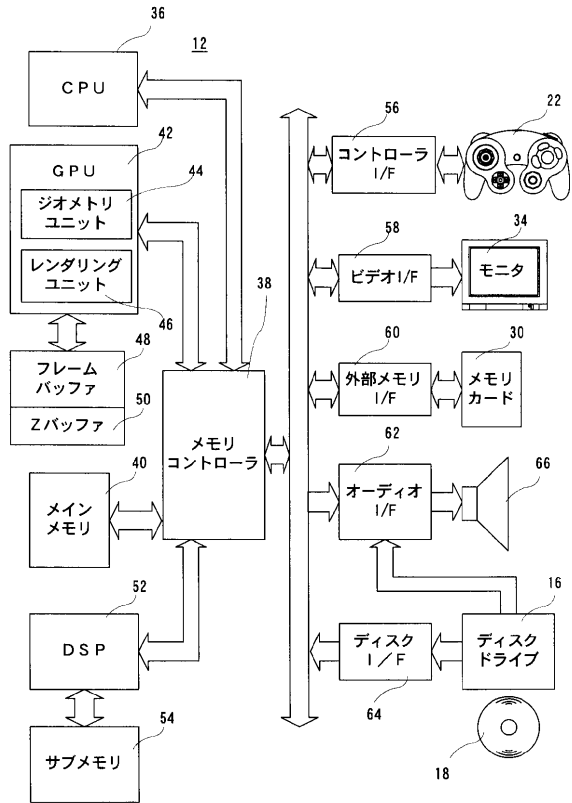 36
12
CPU
42
GPU
44
ジオメトリ
ユニット
レンダリング
ユニット
46
38
48
フレーム
バッファ
50
Zバッファ
メモリ
コントローラ
40
メイン
メモリ
52
DSP
54
サブメモリ
56
コントローラ
I/F
22
58
ビデオI/F
34
モニタ
60
外部メモリ
I/F
30
メモリ
カード
62
オーディオ
I/F
66
16
ディスク
I/F
64
ディスク
ドライブ
18